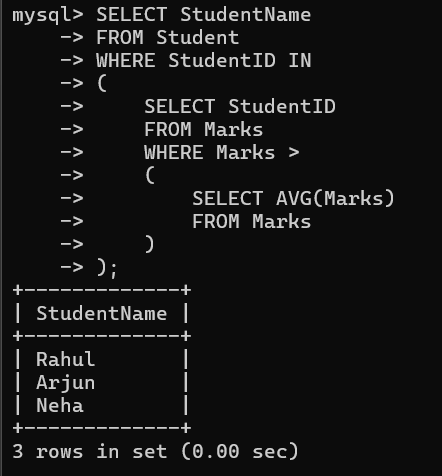 mysql> SELECT StudentName
    -> FROM Student
    -> WHERE StudentID IN
    -> (
    ->     SELECT StudentID
    ->     FROM Marks
    ->     WHERE Marks >
    ->     (
    ->         SELECT AVG(Marks)
    ->         FROM Marks
    ->     )
    -> );
+-------------+
| StudentName |
+-------------+
| Rahul       |
| Arjun       |
| Neha        |
+-------------+
3 rows in set (0.00 sec)